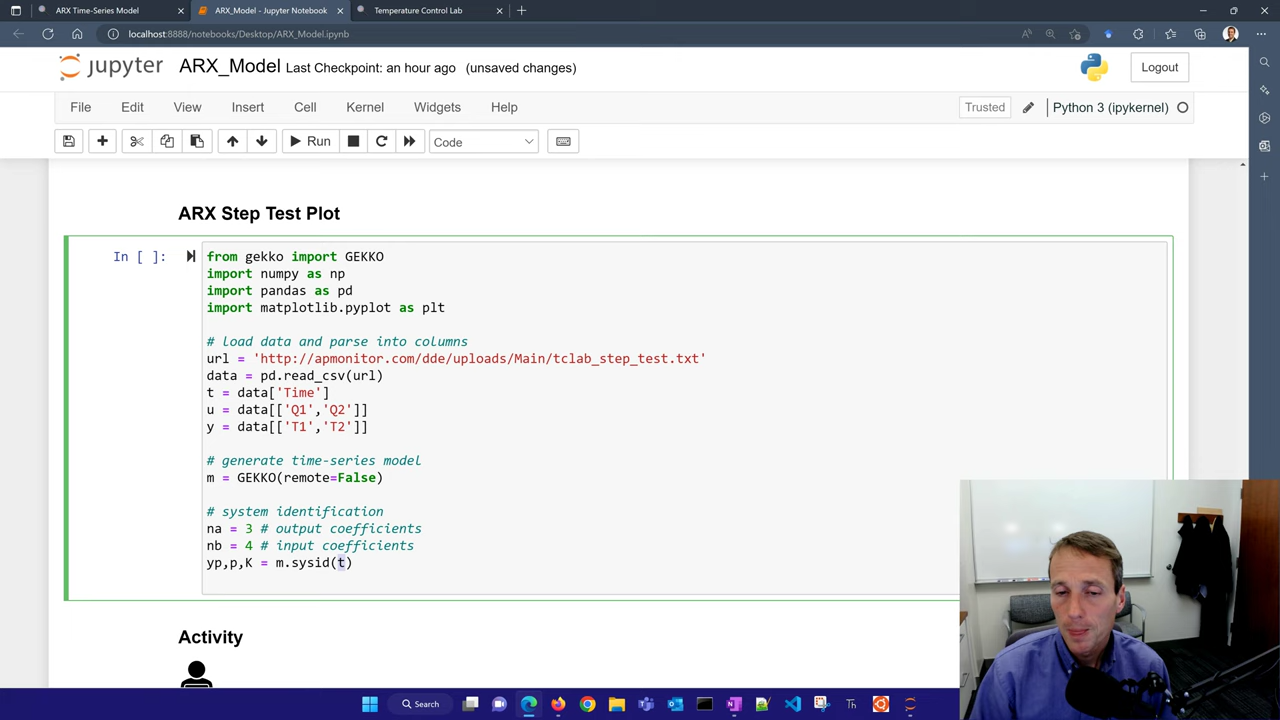 ARX Time-Series Model
ARX_Model - Jupyter Notebook
Temperature Control Lab
localhost:8888/notebooks/Desktop/ARX_Model.ipynb
jupyter ARX_Model Last Checkpoint: an hour ago (unsaved changes)
Logout
File Edit View Insert Cell Kernel Widgets Help
Trusted
Python 3 (ipykernel)
Run
Code
ARX Step Test Plot
In [ ]:
from gekko import GEKKO
import numpy as np
import pandas as pd
import matplotlib.pyplot as plt
# load data and parse into columns
url = 'http://apmonitor.com/dde/uploads/Main/tclab_step_test.txt'
data = pd.read_csv(url)
t = data['Time']
u = data[['Q1','Q2']]
y = data[['T1','T2']]
# generate time-series model
m = GEKKO(remote=False)
# system identification
na = 3 # output coefficients
nb = 4 # input coefficients
yp,p,K = m.sysid(t)
Activity
Search
Th